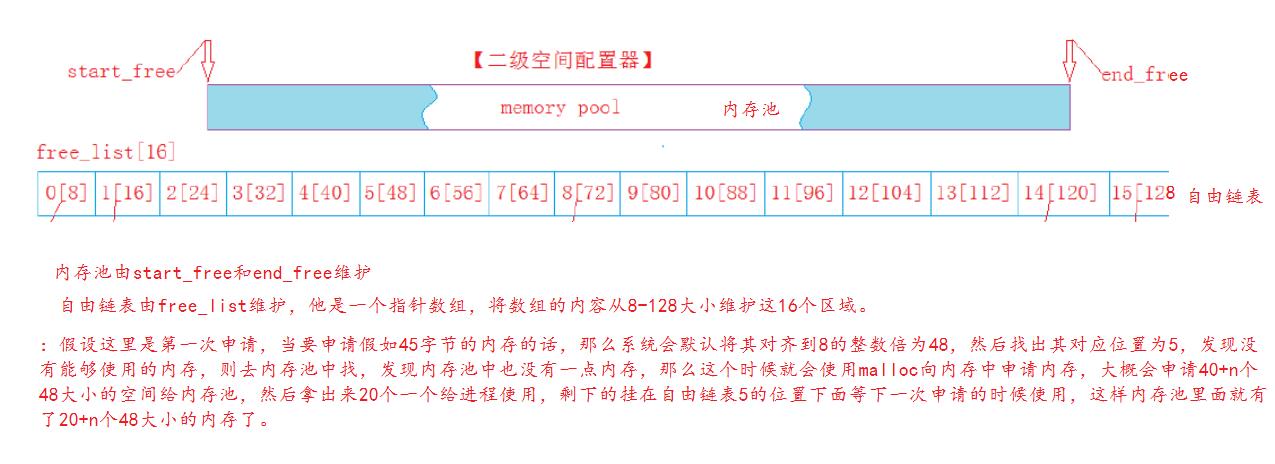 【二级空间配置器】
start_free
end_free
memory pool 内存池
free_list[16]
0[8] 1[16] 2[24] 3[32] 4[40] 5[48] 6[56] 7[64] 8[72] 9[80] 10[88] 11[96] 12[104] 13[112] 14[120] 15[128 自由链表
内存池由start_free和end_free维护
自由链表由free_list维护，他是一个指针数组，将数组的内容从8-128大小维护这16个区域。
：假设这里是第一次申请，当要申请假如45字节的内存的话，那么系统会默认将其对齐到8的整数倍为48，然后找出其对应位置为5，发现没
有能够使用的内存，则去内存池中找，发现内存池中也没有一点内存，那么这个时候就会使用malloc向内存中申请内存，大概会申请40+n个
48大小的空间给内存池，然后拿出来20个一个给进程使用，剩下的挂在自由链表5的位置下面等下一次申请的时候使用，这样内存池里面就有
了20+n个48大小的内存了。